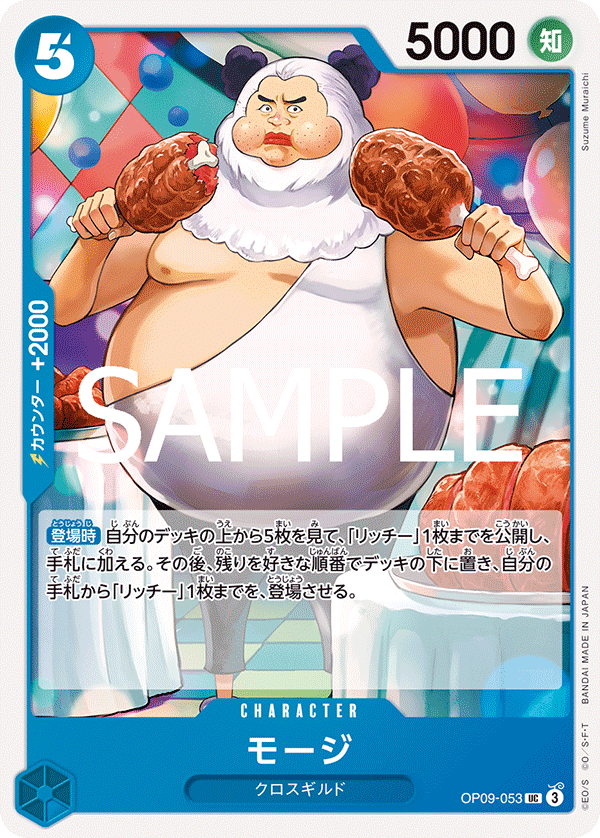 5
5000
知
Suzume Muraichi
カウンター +2000
SAMPLE
登場時 自分のデッキの上から5枚を見て、「リッチー」1枚までを公開し、
手札に加える。その後、残りを好きな順番でデッキの下に置き、自分の
手札から「リッチー」1枚までを、登場させる。
CHARACTER
モージ
クロスギルド
OP09-053 UC 3
©E.O/S ©O/S・F・T BANDAI MADE IN JAPAN